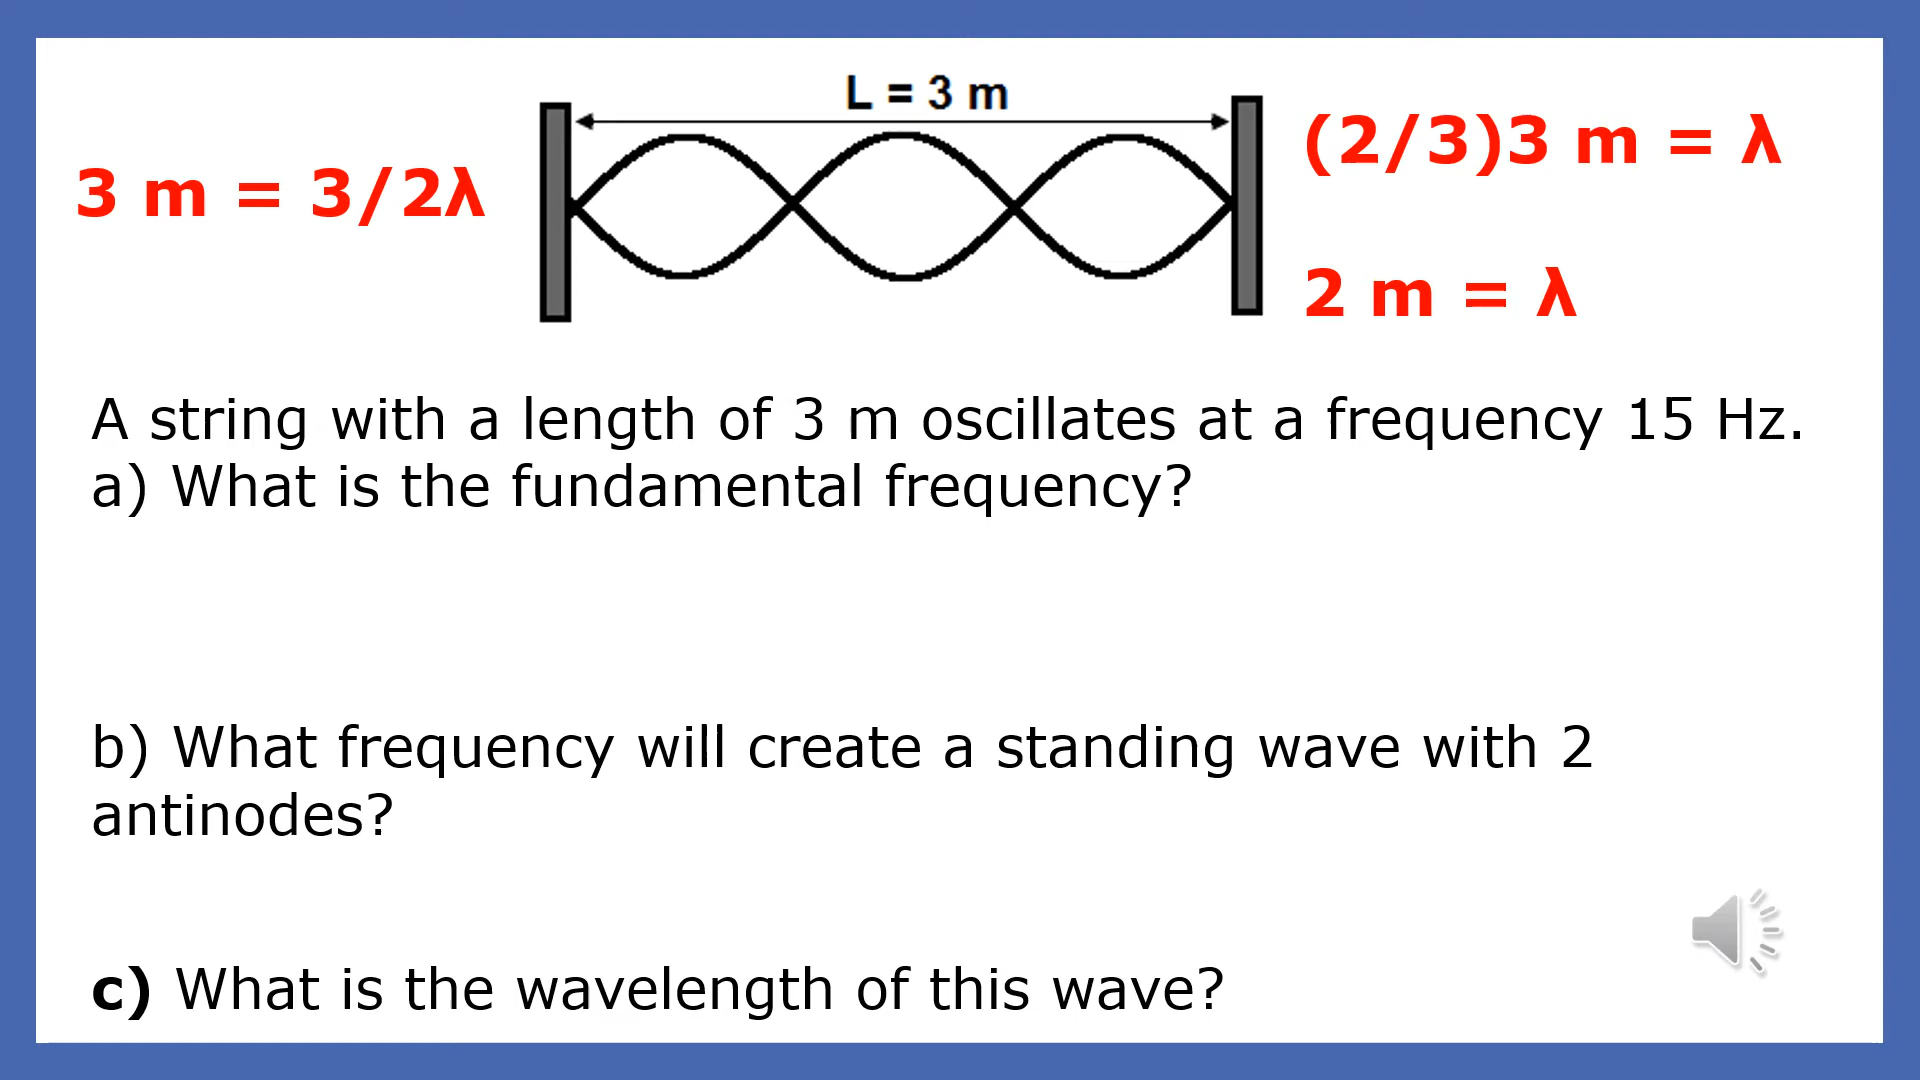 L = 3 m
3 m = 3/2λ
(2/3)3 m = λ
2 m = λ
A string with a length of 3 m oscillates at a frequency 15 Hz.
a) What is the fundamental frequency?
b) What frequency will create a standing wave with 2
antinodes?
c) What is the wavelength of this wave?